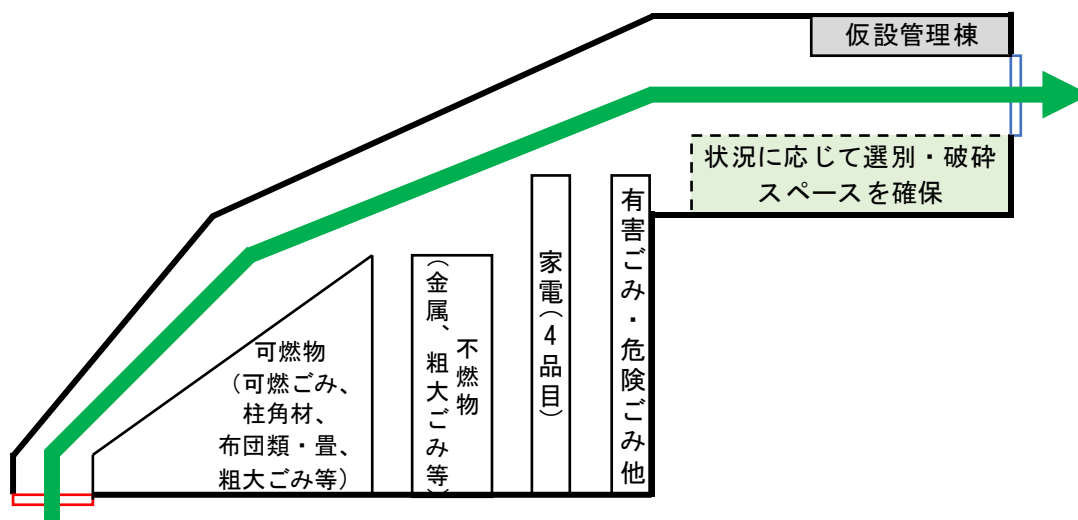 仮設管理棟
状況に応じて選別・破砕
スペースを確保
可燃物
（可燃ごみ、
柱角材、
布団類・畳、
粗大ごみ等）
不燃物
（金属、粗大ごみ等）
家電（4品目）
有害ごみ・危険ごみ他